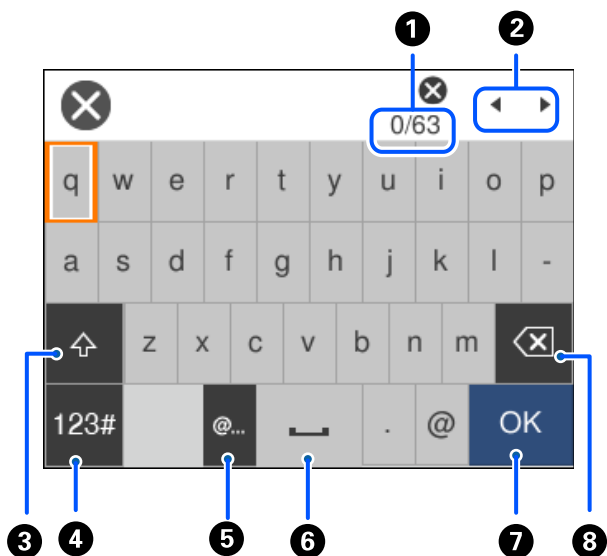 1 2
0/63
q w e r t y u i o p
a s d f g h j k l -
z x c v b n m
123# @... . @ OK
3 4 5 6 7 8